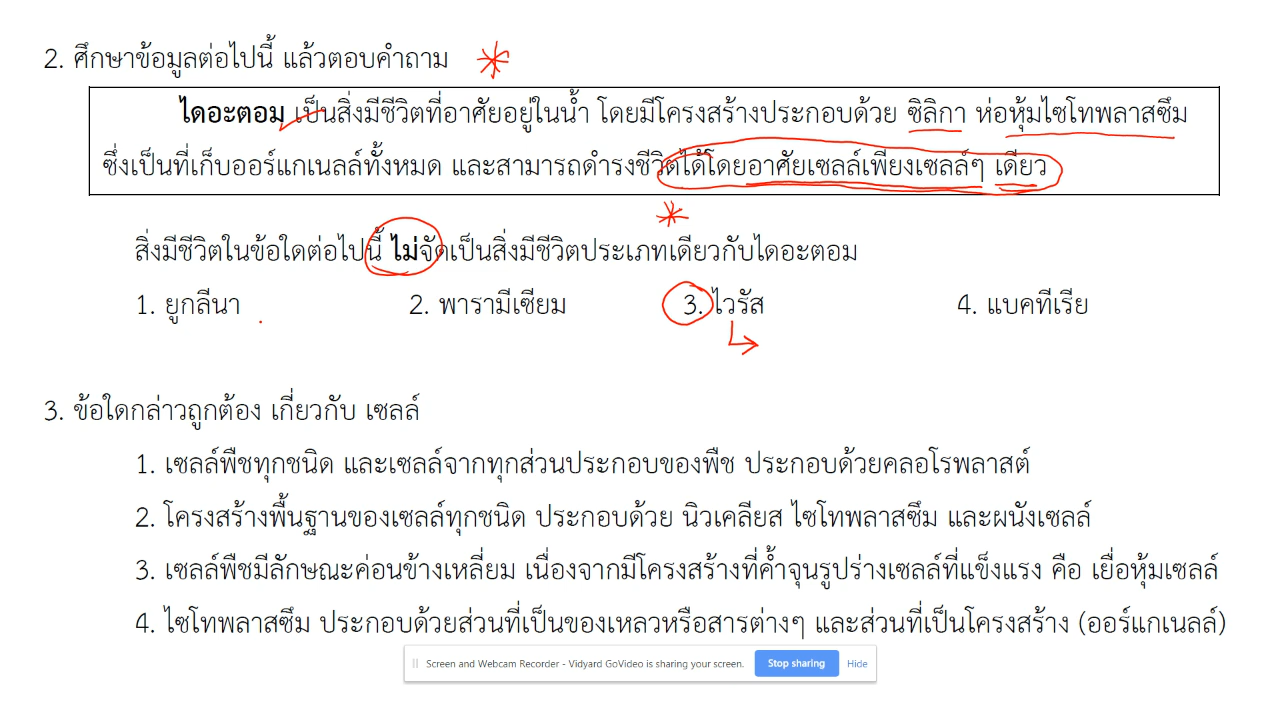 2. ศึกษาข้อมูลต่อไปนี้ แล้วตอบคำถาม
ไดอะตอม เป็นสิ่งมีชีวิตที่อาศัยอยู่ในน้ำ โดยมีโครงสร้างประกอบด้วย ซิลิกา ห่อหุ้มไซโทพลาสซึม
ซึ่งเป็นที่เก็บออร์แกเนลล์ทั้งหมด และสามารถดำรงชีวิตได้โดยอาศัยเซลล์เพียงเซลล์ๆ เดียว
สิ่งมีชีวิตในข้อใดต่อไปนี้ ไม่จัดเป็นสิ่งมีชีวิตประเภทเดียวกับไดอะตอม
1. ยูกลีนา 2. พารามีเซียม 3. ไวรัส 4. แบคทีเรีย
3. ข้อใดกล่าวถูกต้อง เกี่ยวกับ เซลล์
1. เซลล์พืชทุกชนิด และเซลล์จากทุกส่วนประกอบของพืช ประกอบด้วยคลอโรพลาสต์
2. โครงสร้างพื้นฐานของเซลล์ทุกชนิด ประกอบด้วย นิวเคลียส ไซโทพลาสซึม และผนังเซลล์
3. เซลล์พืชมีลักษณะค่อนข้างเหลี่ยม เนื่องจากมีโครงสร้างที่ค้ำจุนรูปร่างเซลล์ที่แข็งแรง คือ เยื่อหุ้มเซลล์
4. ไซโทพลาสซึม ประกอบด้วยส่วนที่เป็นของเหลวหรือสารต่างๆ และส่วนที่เป็นโครงสร้าง (ออร์แกเนลล์)
Screen and Webcam Recorder - Vidyard GoVideo is sharing your screen. Stop sharing Hide